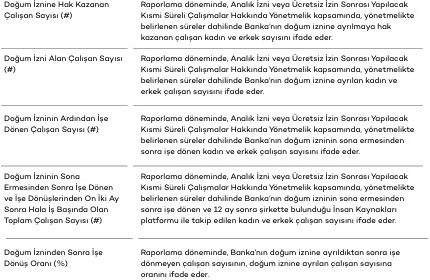 Doğum İznine Hak Kazanan
Çalışan Sayısı (#)
Raporlama döneminde, Analık İzni veya Ücretsiz İzin Sonrası Yapılacak
Kısmi Süreli Çalışmalar Hakkında Yönetmelik kapsamında, yönetmelikte
belirlenen süreler dahilinde Banka'nın doğum iznine ayrılmaya hak
kazanan çalışan kadın ve erkek sayısını ifade eder.
Doğum İzni Alan Çalışan Sayısı
(#)
Raporlama döneminde, Analık İzni veya Ücretsiz İzin Sonrası Yapılacak
Kısmi Süreli Çalışmalar Hakkında Yönetmelik kapsamında, yönetmelikte
belirlenen süreler dahilinde Banka'nın doğum iznine ayrılan kadın ve
erkek çalışan sayısını ifade eder.
Doğum İzninin Ardından İşe
Dönen Çalışan Sayısı (#)
Raporlama döneminde, Analık İzni veya Ücretsiz İzin Sonrası Yapılacak
Kısmi Süreli Çalışmalar Hakkında Yönetmelik kapsamında, yönetmelikte
belirlenen süreler dahilinde Banka'nın doğum izninin sona ermesinden
sonra işe dönen kadın ve erkek çalışan sayısını ifade eder.
Doğum İzninin Sona
Ermesinden Sonra İşe Dönen
ve İşe Dönüşlerinden On İki Ay
Sonra Hala İş Başında Olan
Toplam Çalışan Sayısı (#)
Raporlama döneminde, Analık İzni veya Ücretsiz İzin Sonrası Yapılacak
Kısmi Süreli Çalışmalar Hakkında Yönetmelik kapsamında, yönetmelikte
belirlenen süreler dahilinde Banka'nın doğum izninin sona ermesinden
sonra işe dönen ve 12 ay sonra şirkette bulunduğu İnsan Kaynakları
platformu ile takip edilen kadın ve erkek çalışan sayısını ifade eder.
Doğum İzninden Sonra İşe
Dönüş Oranı (%)
Raporlama döneminde, Banka'nın doğum iznine ayrıldıktan sonra işe
dönmeyen çalışan sayısının, doğum iznine ayrılan çalışan sayısına
oranını ifade eder.